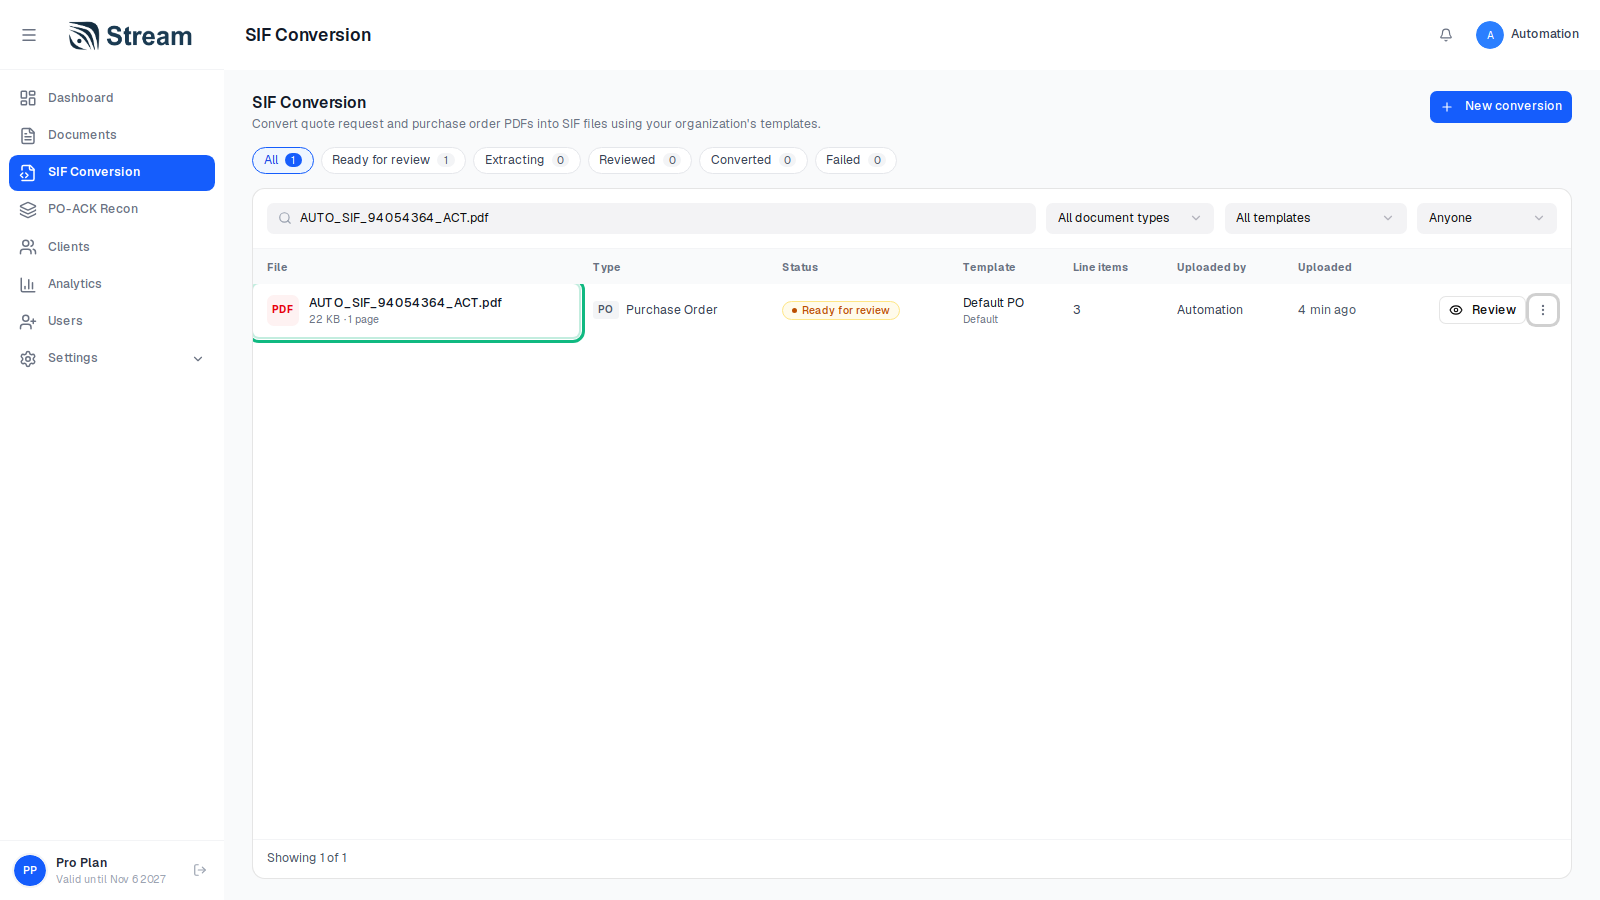 Stream
SIF Conversion
A
Automation
Dashboard
Documents
SIF Conversion
PO-ACK Recon
Clients
Analytics
Users
Settings
SIF Conversion
Convert quote request and purchase order PDFs into SIF files using your organization's templates.
New conversion
All 1
Ready for review 1
Extracting 0
Reviewed 0
Converted 0
Failed 0
AUTO_SIF_94054364_ACT.pdf
All document types
All templates
Anyone
File Type Status Template Line items Uploaded by Uploaded
PDF
AUTO_SIF_94054364_ACT.pdf
22 KB · 1 page
PO Purchase Order
Ready for review
Default PO
Default
3
Automation
4 min ago
Review
Showing 1 of 1
PP
Pro Plan
Valid until Nov 6 2027